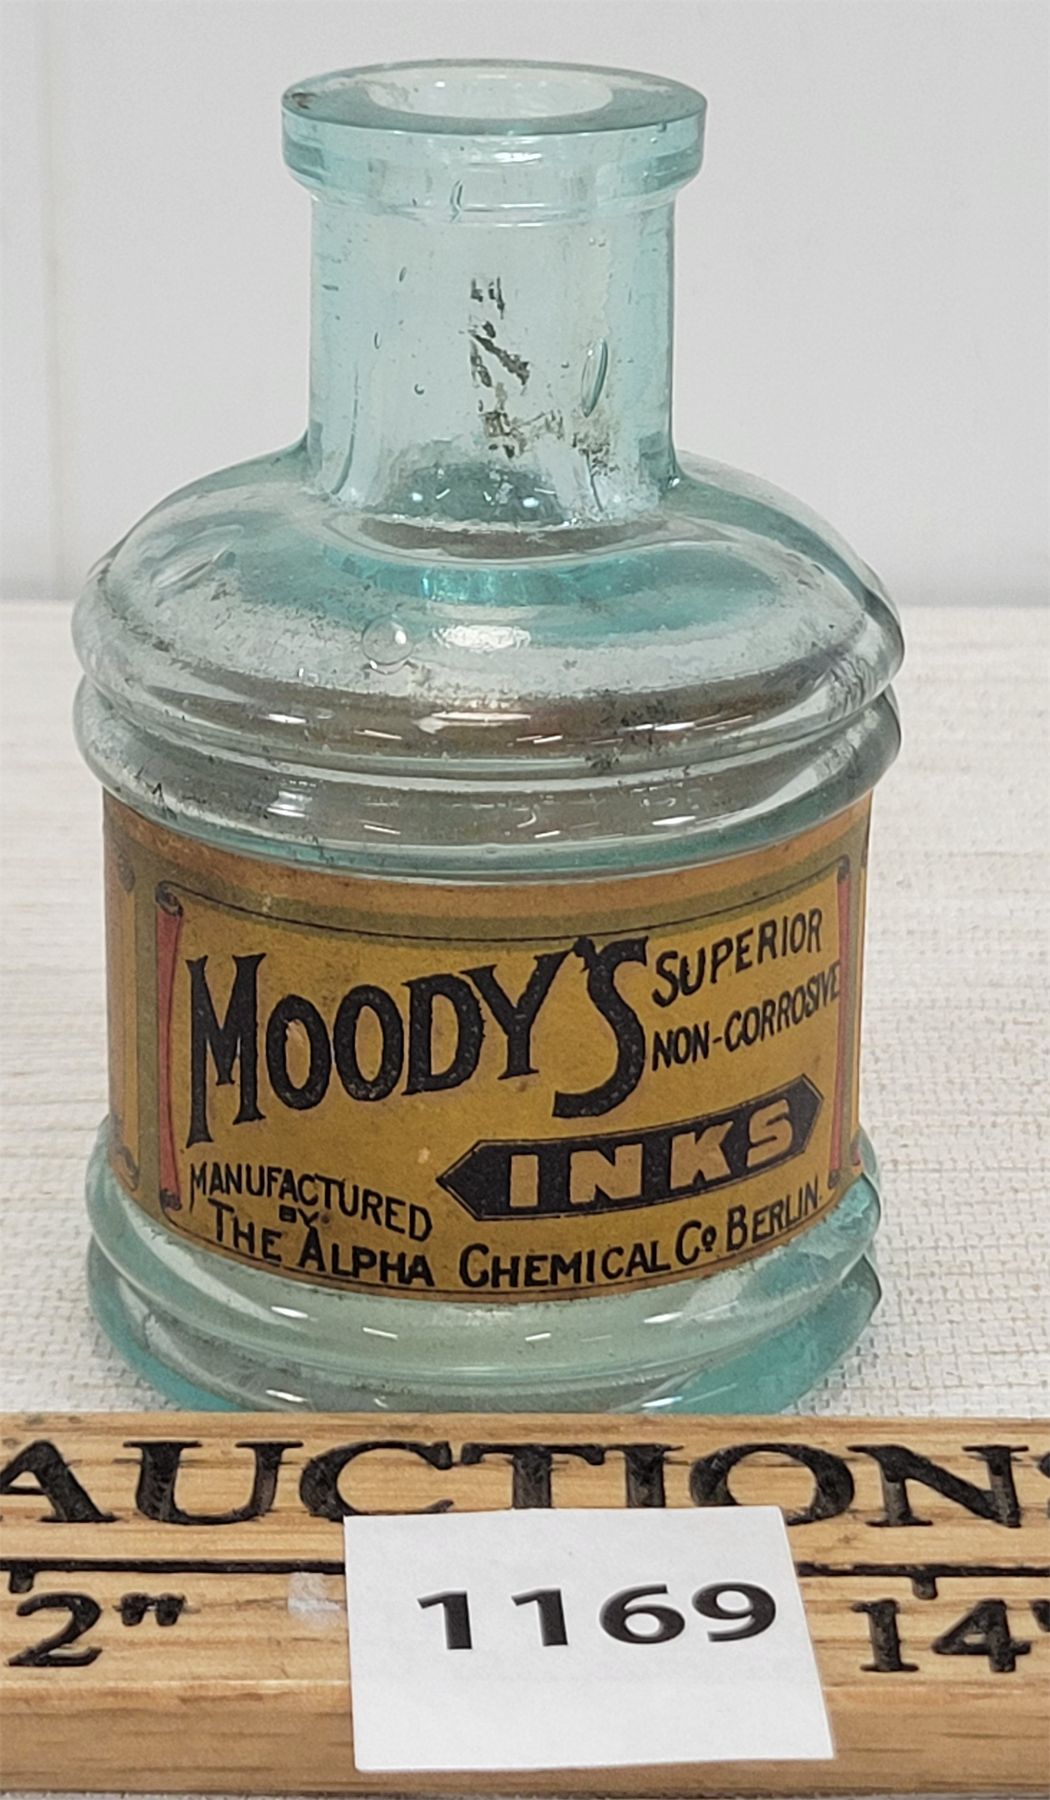 MOODY'S SUPERIOR
NON-CORROSIVE
INKS
MANUFACTURED
BY
THE ALPHA CHEMICAL Co BERLIN.
AUCTIONS
2" 14"
1169